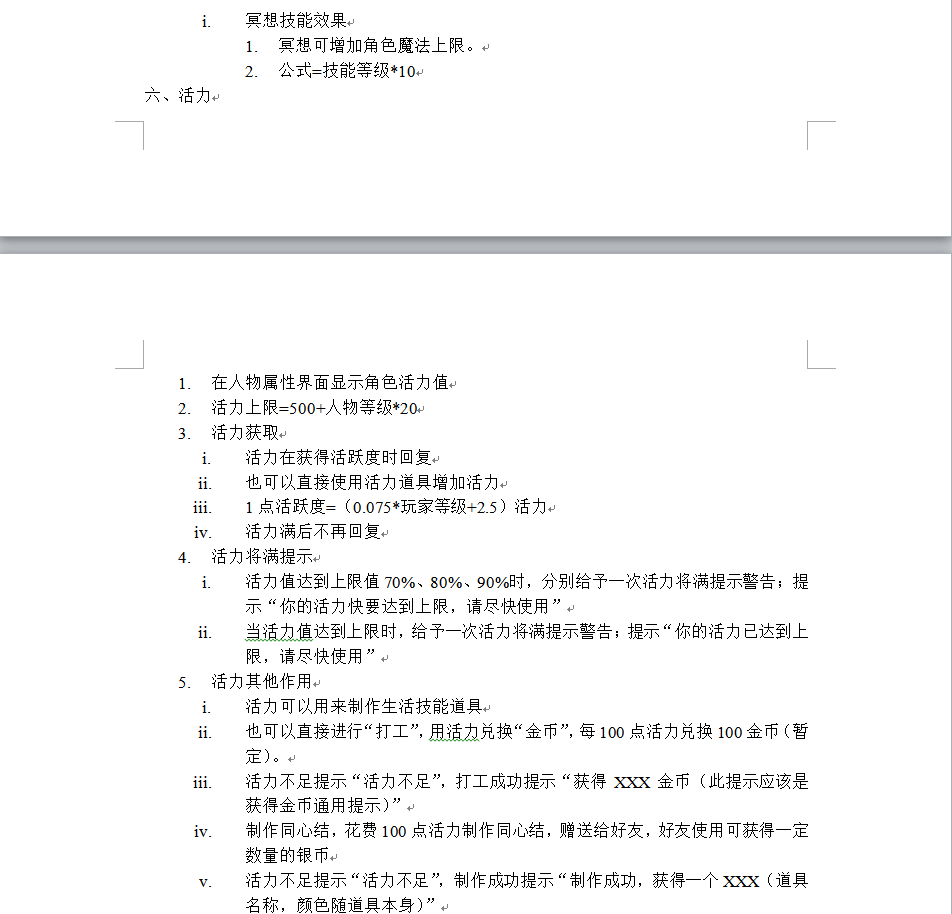 i. 冥想技能效果
1. 冥想可增加角色魔法上限。
2. 公式=技能等级*10
六、活力
1. 在人物属性界面显示角色活力值
2. 活力上限=500+人物等级*20
3. 活力获取
i. 活力在获得活跃度时回复
ii. 也可以直接使用活力道具增加活力
iii. 1点活跃度=（0.075*玩家等级+2.5）活力
iv. 活力满后不再回复
4. 活力将满提示
i. 活力值达到上限值70%、80%、90%时，分别给予一次活力将满提示警告；提
示“你的活力快要达到上限，请尽快使用”
ii. 当活力值达到上限时，给予一次活力将满提示警告；提示“你的活力已达到上
限，请尽快使用”
5. 活力其他作用
i. 活力可以用来制作生活技能道具
ii. 也可以直接进行“打工”，用活力兑换“金币”，每100点活力兑换100金币（暂
定）。
iii. 活力不足提示“活力不足”，打工成功提示“获得 XXX 金币（此提示应该是
获得金币通用提示）”
iv. 制作同心结，花费100点活力制作同心结，赠送给好友，好友使用可获得一定
数量的银币
v. 活力不足提示“活力不足”，制作成功提示“制作成功，获得一个XXX（道具
名称，颜色随道具本身）”